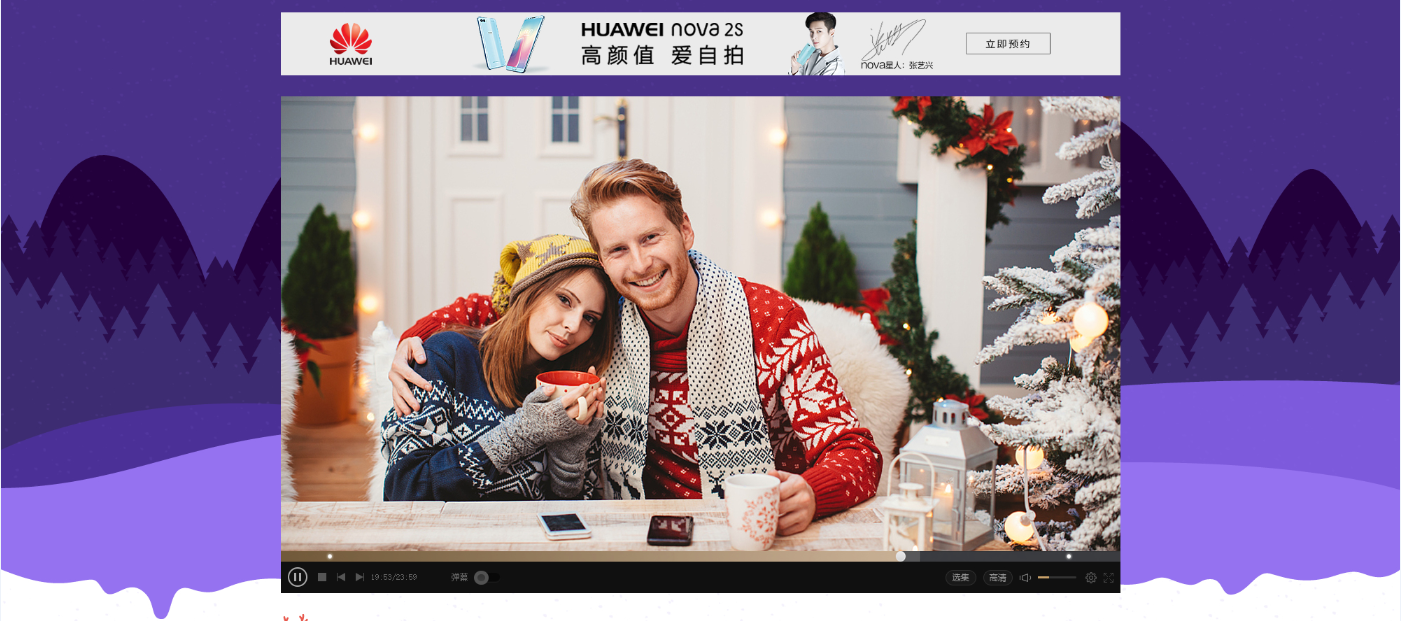 HUAWEI
HUAWEI nova 2S
高颜值 爱自拍
nova星人：张艺兴
立即预约
19:53/23:59
弹幕
选集
高清